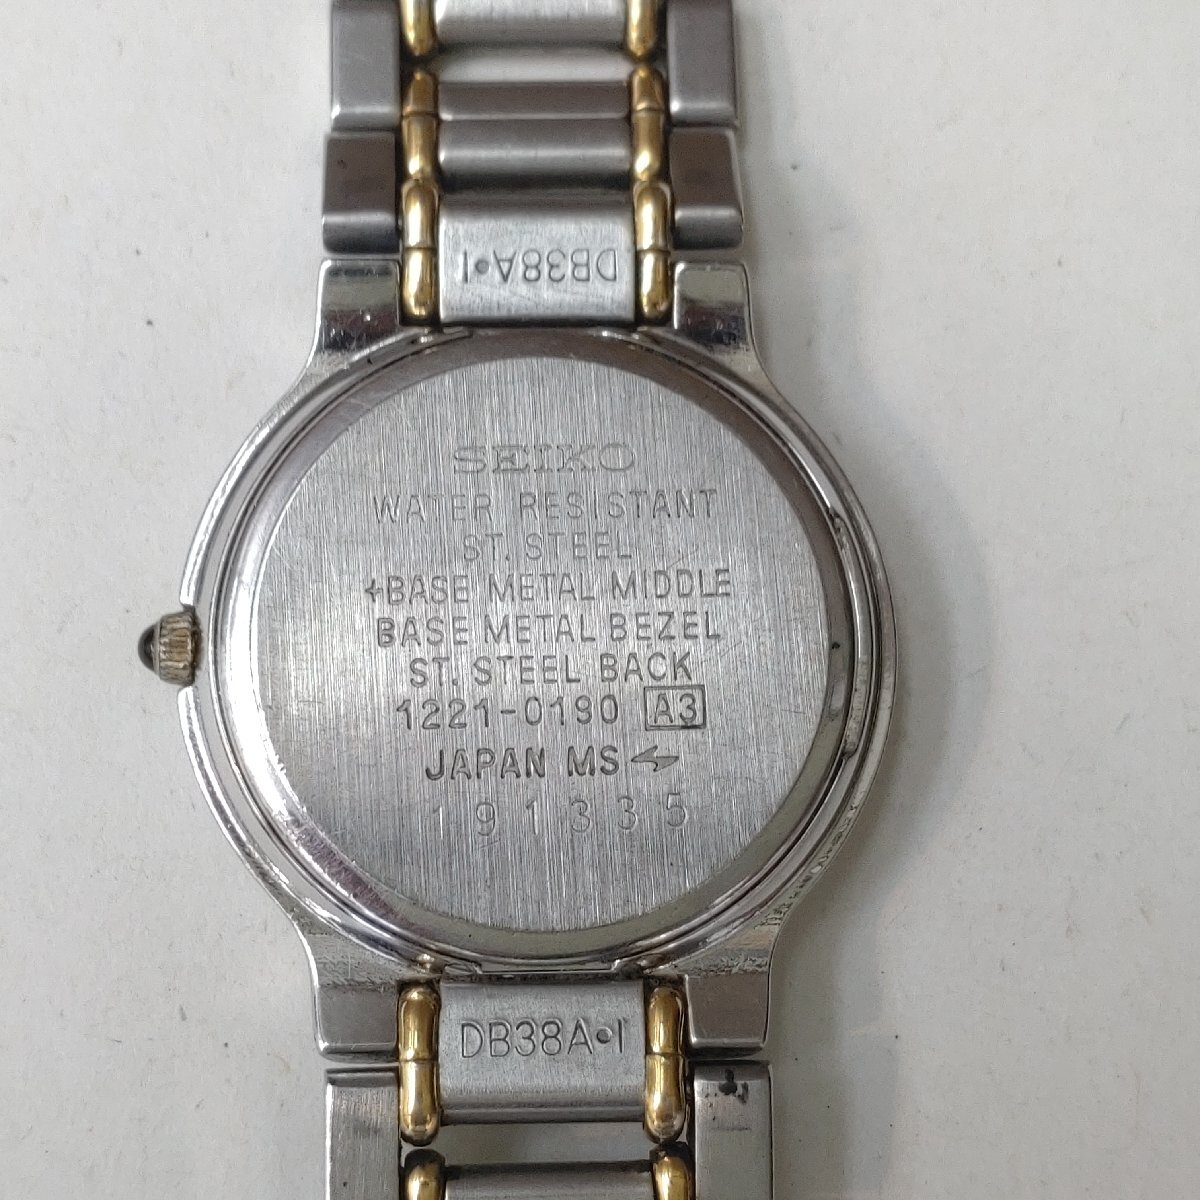 DB38A•I
SEIKO
WATER RESISTANT
ST. STEEL
+BASE METAL MIDDLE
BASE METAL BEZEL
ST. STEEL BACK
1221-0190 A3
JAPAN MS
191335
DB38A•I